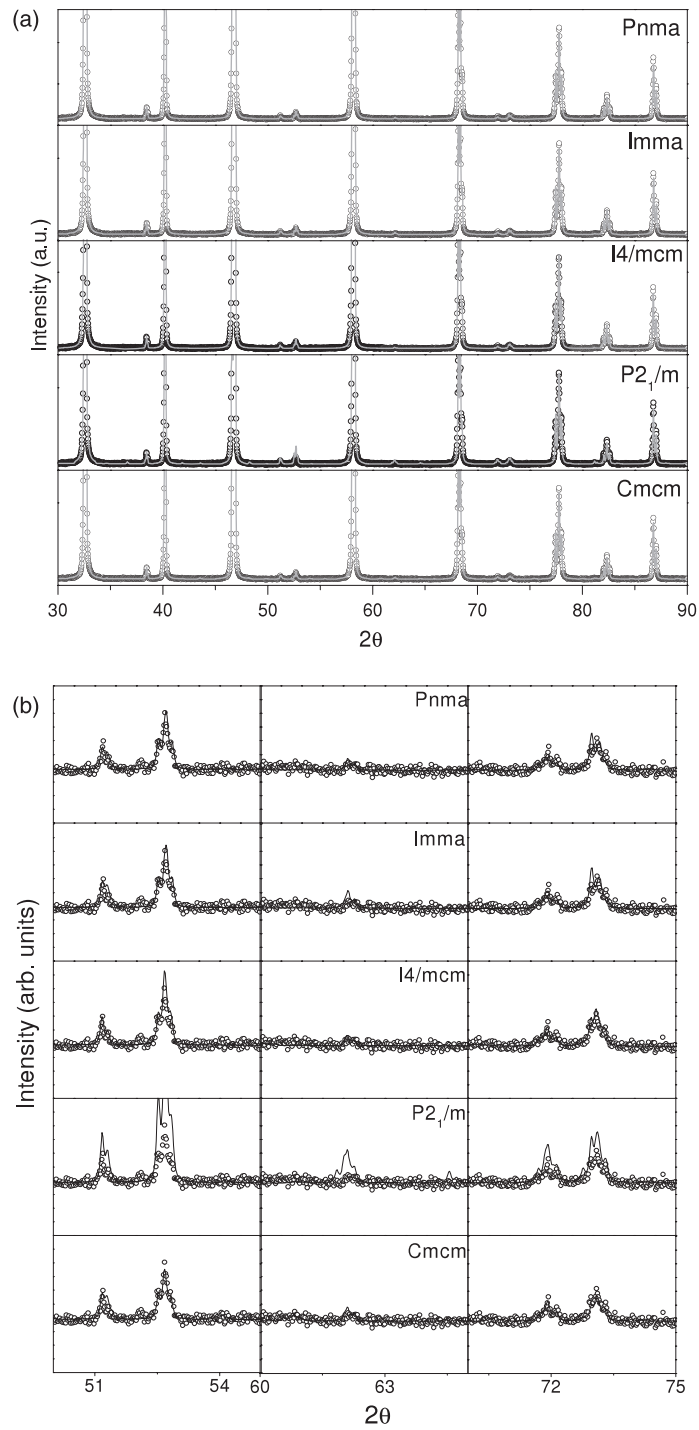 (a)
Pnma
Imma
I4/mcm
P2₁/m
Cmcm
Intensity (a.u.)
30 40 50 60 70 80 90
2θ
(b)
Pnma
Imma
I4/mcm
P2₁/m
Cmcm
Intensity (arb. units)
51 54 60 63 72 75
2θ